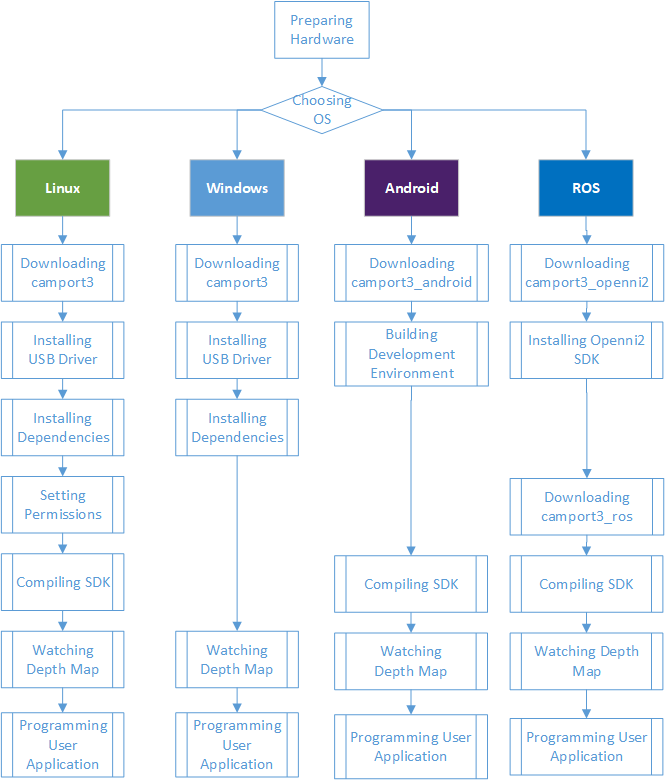 Preparing
Hardware
Choosing
OS
Linux
Windows
Android
ROS
Downloading
camport3
Downloading
camport3
Downloading
camport3_android
Downloading
camport3_openni2
Installing
USB Driver
Installing
USB Driver
Building
Development
Environment
Installing Openni2
SDK
Installing
Dependencies
Installing
Dependencies
Setting
Permissions
Downloading
camport3_ros
Compiling SDK
Compiling SDK
Compiling SDK
Watching
Depth Map
Watching
Depth Map
Watching
Depth Map
Watching Depth
Map
Programming
User
Application
Programming
User
Application
Programming User
Application
Programming User
Application